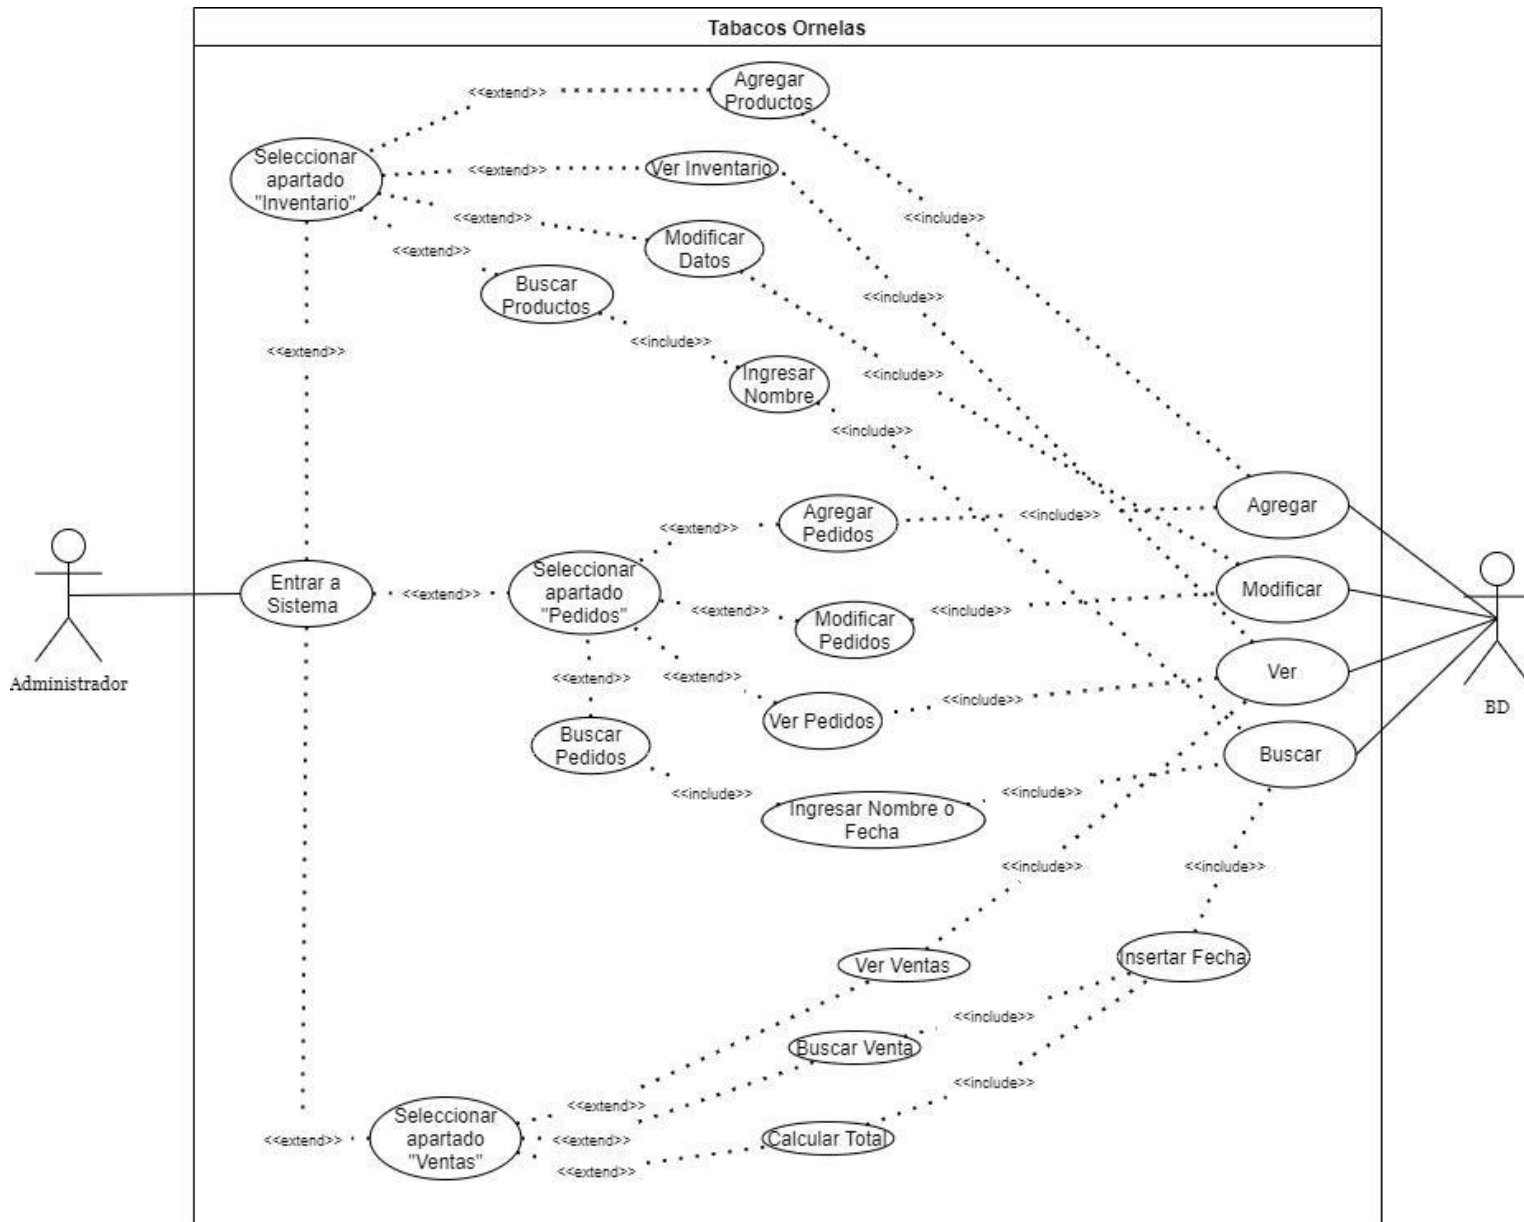 Tabacos Ornelas
<<extend>>
Agregar
Productos
Seleccionar
apartado
"Inventario"
<<extend>>
Ver Inventario
<<extend>>
<<include>>
Modificar
Datos
<<extend>>
Buscar
Productos
<<include>>
<<include>>
<<extend>>
Ingresar
Nombre
<<include>>
<<include>>
Agregar
Agregar
Pedidos
<<extend>>
<<include>>
Entrar a
Sistema
<<extend>>
Seleccionar
apartado
"Pedidos"
Modificar
<<extend>>
Modificar
Pedidos
<<include>>
Administrador
<<extend>>
<<extend>>
Ver
BD
<<include>>
Ver Pedidos
Buscar
Pedidos
Buscar
<<include>>
<<include>>
Ingresar Nombre o
Fecha
<<include>>
<<include>>
Ver Ventas
Insertar Fecha
<<include>>
Buscar Venta
<<include>>
<<extend>>
Seleccionar
apartado
"Ventas"
<<extend>>
<<extend>>
Calcular Total
<<extend>>